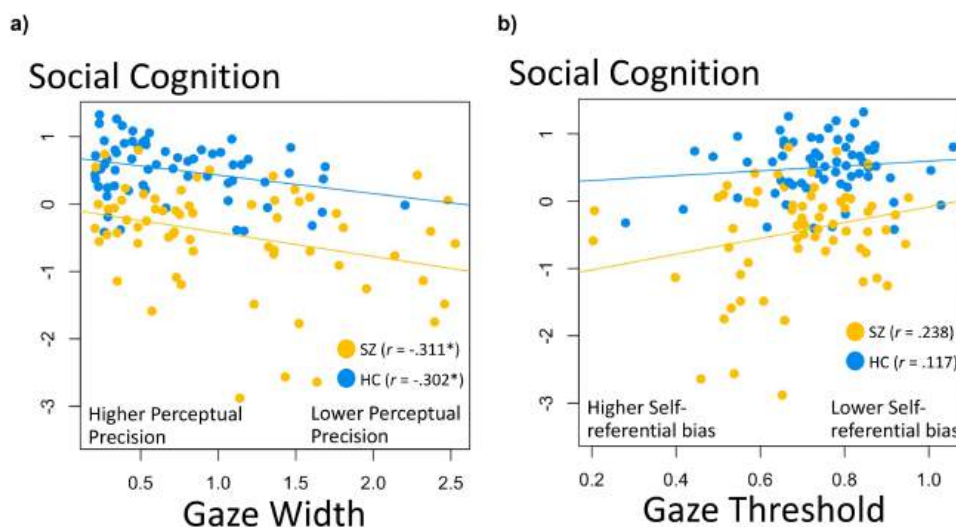 a)
Social Cognition
1
0
-1
-2
-3
SZ (r = -.311*)
HC (r = -.302*)
Higher Perceptual
Precision
Lower Perceptual
Precision
0.5
1.0
1.5
2.0
2.5
Gaze Width
b)
Social Cognition
1
0
-1
-2
-3
SZ (r = .238)
HC (r = .117)
Higher Self-
referential bias
Lower Self-
referential bias
0.2
0.4
0.6
0.8
1.0
Gaze Threshold